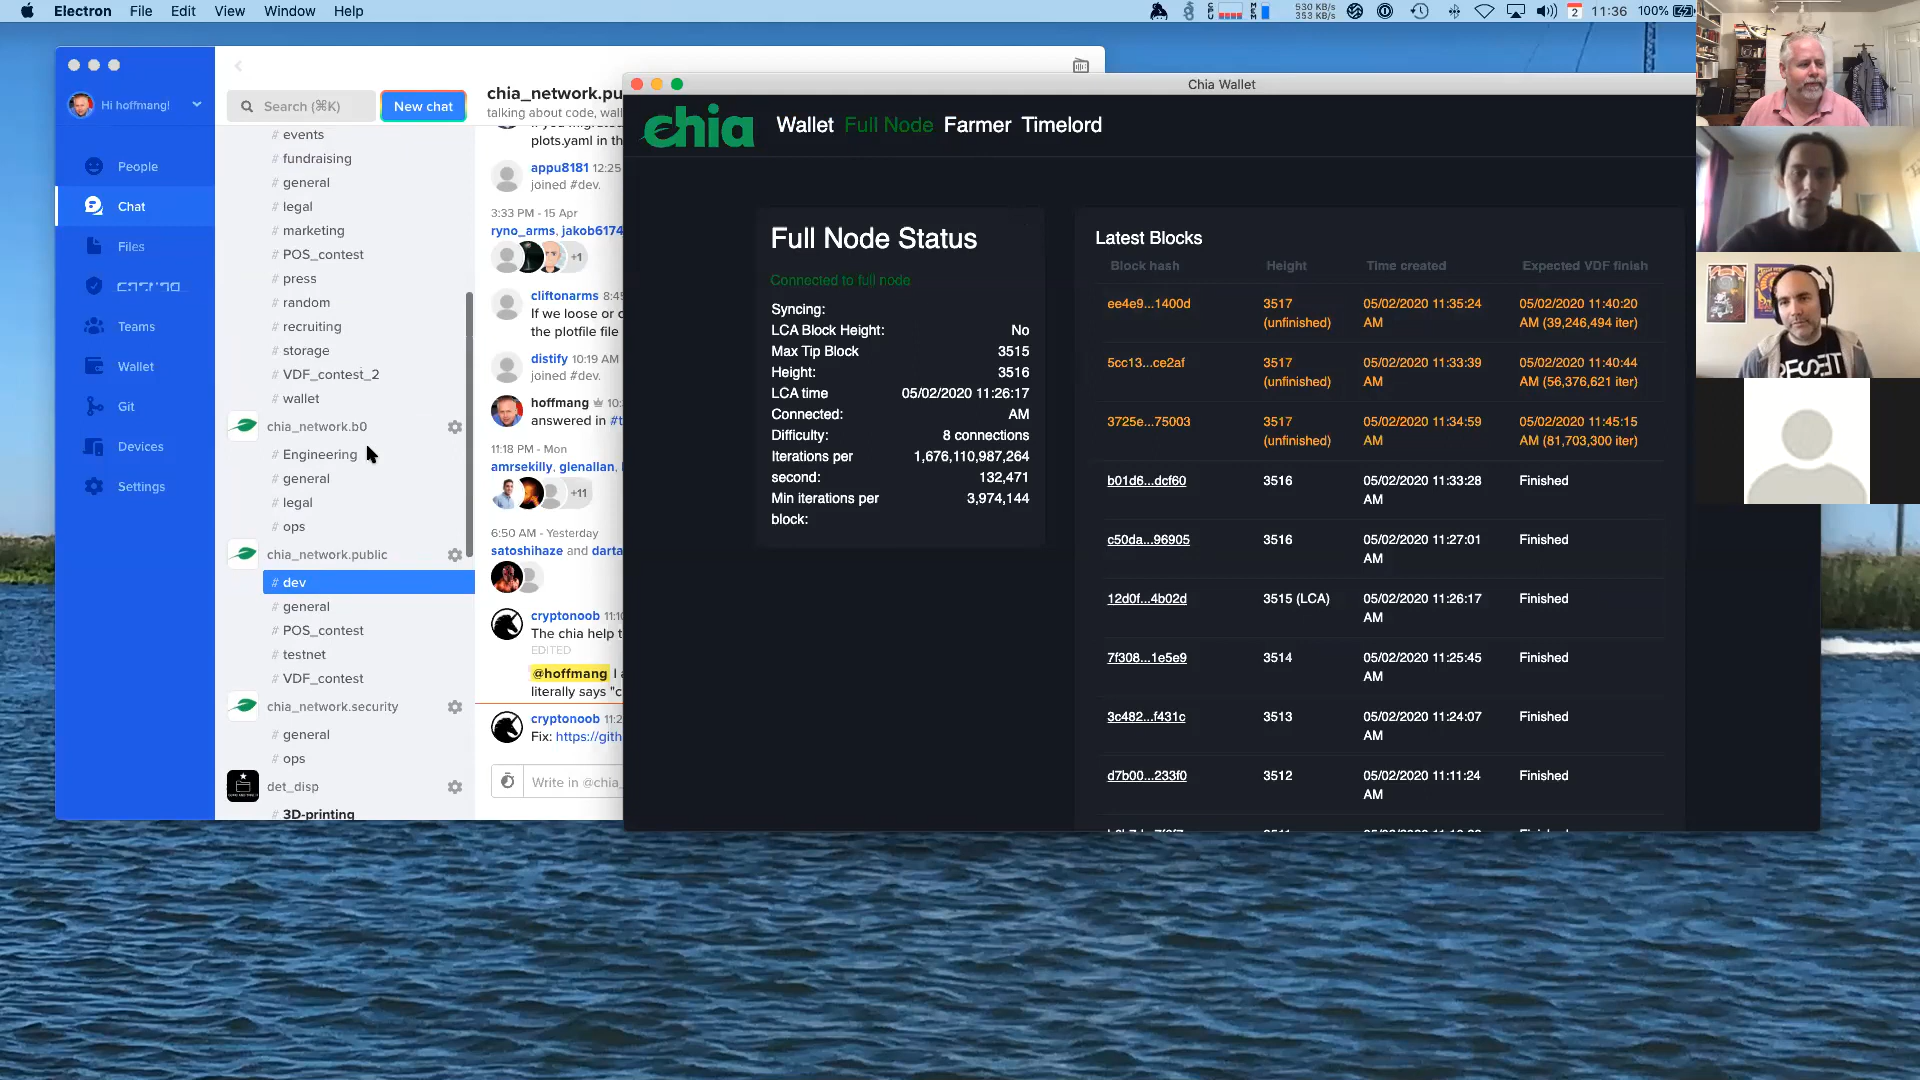 Electron File Edit View Window Help
530 KB/s
353 KB/s
2 11:36 100%
Hi hoffmang!
People
Chat
Files
Teams
Wallet
Git
Devices
Settings
Search (⌘K)
New chat
# events
# fundraising
# general
# legal
# marketing
# POS_contest
# press
# random
# recruiting
# storage
# VDF_contest_2
# wallet
chia_network.b0
# Engineering
# general
# legal
# ops
chia_network.public
# dev
# general
# POS_contest
# testnet
# VDF_contest
chia_network.security
# general
# ops
det_disp
# 3D-printing
chia_network.pu
talking about code, wall
plots.yaml in th
appu8181 12:25
joined #dev.
3:33 PM - 15 Apr
ryno_arms, jakob6174
+1
cliftonarms 8:45
If we loose or c
the plotfile file
distify 10:19 AM
joined #dev.
hoffmang 10:
answered in #t
11:18 PM - Mon
amrsekilly, glenallan,
+11
6:50 AM - Yesterday
satoshihaze and darta
cryptonoob 11:10
The chia help t
EDITED
@hoffmang I a
literally says "c
cryptonoob 11:2
Fix: https://gith
Write in @chia_
Chia Wallet
chia Wallet Full Node Farmer Timelord
Full Node Status
Connected to full node
Syncing:
LCA Block Height: No
Max Tip Block 3515
Height: 3516
LCA time 05/02/2020 11:26:17
Connected: AM
Difficulty: 8 connections
Iterations per 1,676,110,987,264
second: 132,471
Min iterations per 3,974,144
block:
Latest Blocks
Block hash Height Time created Expected VDF finish
ee4e9...1400d 3517 05/02/2020 11:35:24 05/02/2020 11:40:20
(unfinished) AM AM (39,246,494 iter)
5cc13...ce2af 3517 05/02/2020 11:33:39 05/02/2020 11:40:44
(unfinished) AM AM (56,376,621 iter)
3725e...75003 3517 05/02/2020 11:34:59 05/02/2020 11:45:15
(unfinished) AM AM (81,703,300 iter)
b01d6...dcf60 3516 05/02/2020 11:33:28 Finished
AM
c50da...96905 3516 05/02/2020 11:27:01 Finished
AM
12d0f...4b02d 3515 (LCA) 05/02/2020 11:26:17 Finished
AM
7f308...1e5e9 3514 05/02/2020 11:25:45 Finished
AM
3c482...f431c 3513 05/02/2020 11:24:07 Finished
AM
d7b00...233f0 3512 05/02/2020 11:11:24 Finished
AM